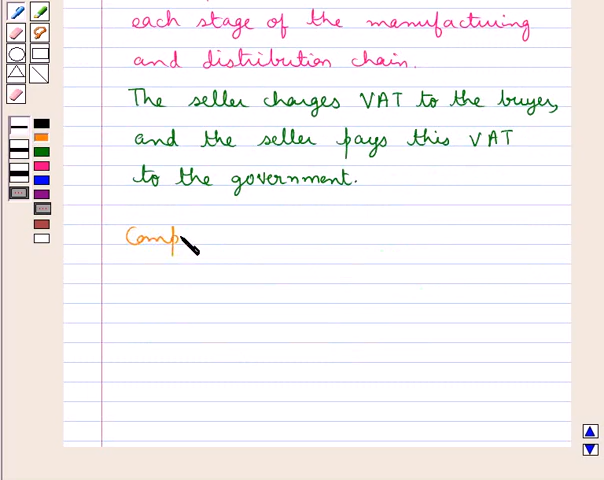 each stage of the manufacturing
and distribution chain.
The seller charges VAT to the buyer,
and the seller pays this VAT
to the government.
Comp